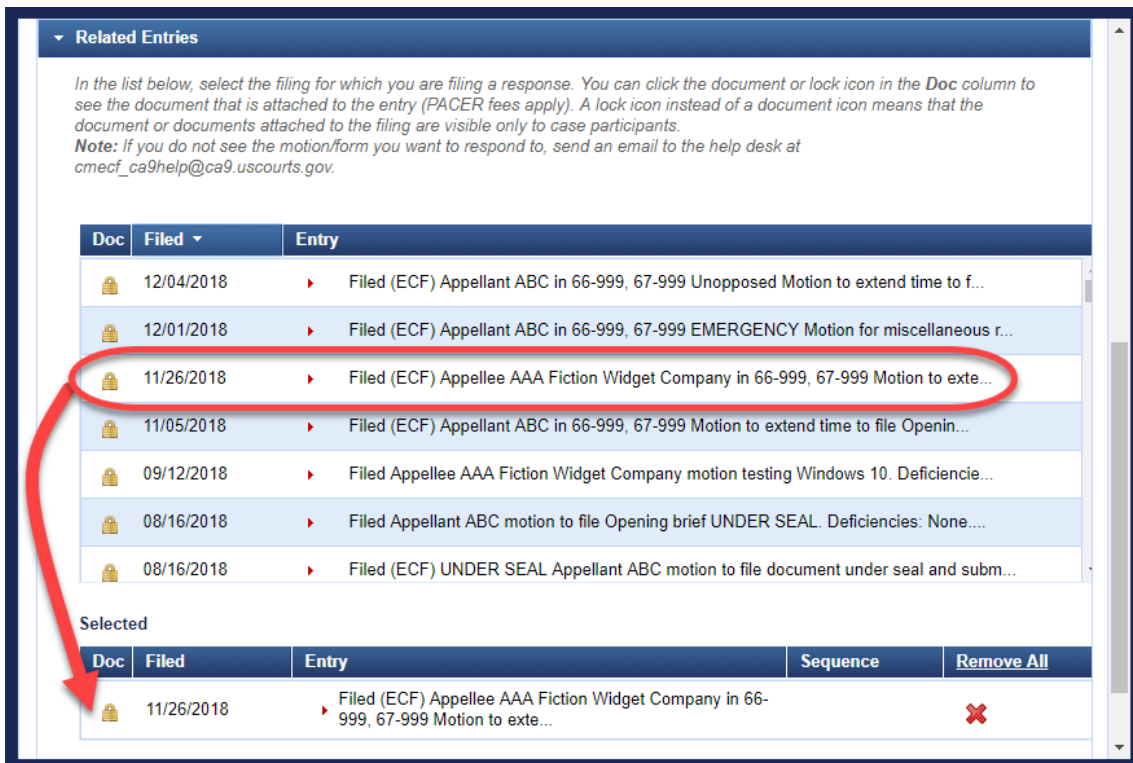 Related Entries
In the list below, select the filing for which you are filing a response. You can click the document or lock icon in the Doc column to
see the document that is attached to the entry (PACER fees apply). A lock icon instead of a document icon means that the
document or documents attached to the filing are visible only to case participants.
Note: If you do not see the motion/form you want to respond to, send an email to the help desk at
cmecf_ca9help@ca9.uscourts.gov.
Doc Filed Entry
12/04/2018 Filed (ECF) Appellant ABC in 66-999, 67-999 Unopposed Motion to extend time to f...
12/01/2018 Filed (ECF) Appellant ABC in 66-999, 67-999 EMERGENCY Motion for miscellaneous r...
11/26/2018 Filed (ECF) Appellee AAA Fiction Widget Company in 66-999, 67-999 Motion to exte...
11/05/2018 Filed (ECF) Appellant ABC in 66-999, 67-999 Motion to extend time to file Openin...
09/12/2018 Filed Appellee AAA Fiction Widget Company motion testing Windows 10. Deficiencie...
08/16/2018 Filed Appellant ABC motion to file Opening brief UNDER SEAL. Deficiencies: None....
08/16/2018 Filed (ECF) UNDER SEAL Appellant ABC motion to file document under seal and subm...
Selected
Doc Filed Entry Sequence Remove All
11/26/2018 Filed (ECF) Appellee AAA Fiction Widget Company in 66-
999, 67-999 Motion to exte...